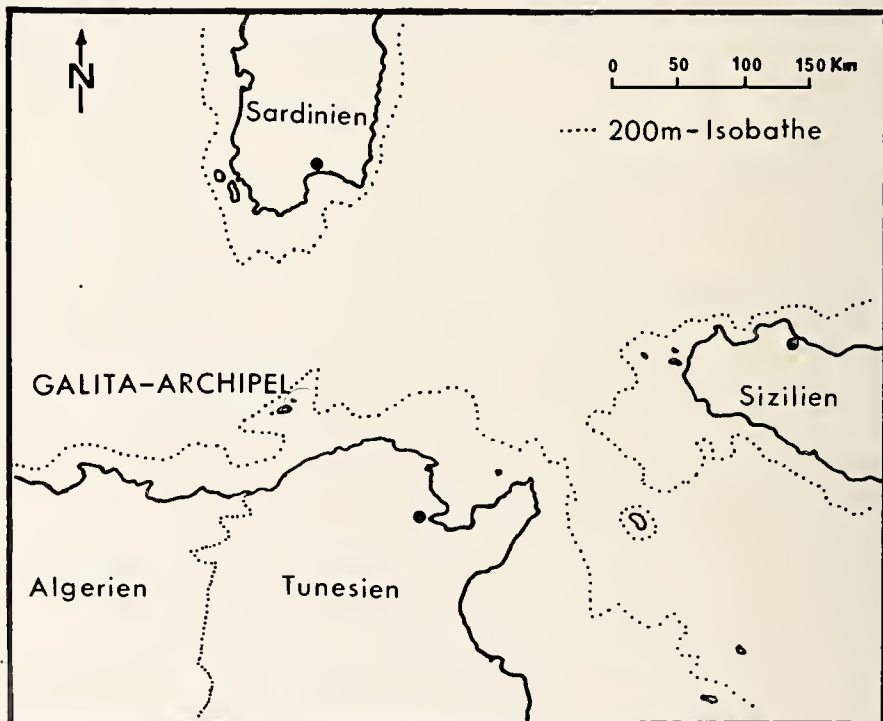 N
0 50 100 150 Km
Sardinien
200m-Isobathe
GALITA-ARCHIPEL
Sizilien
Algerien
Tunesien